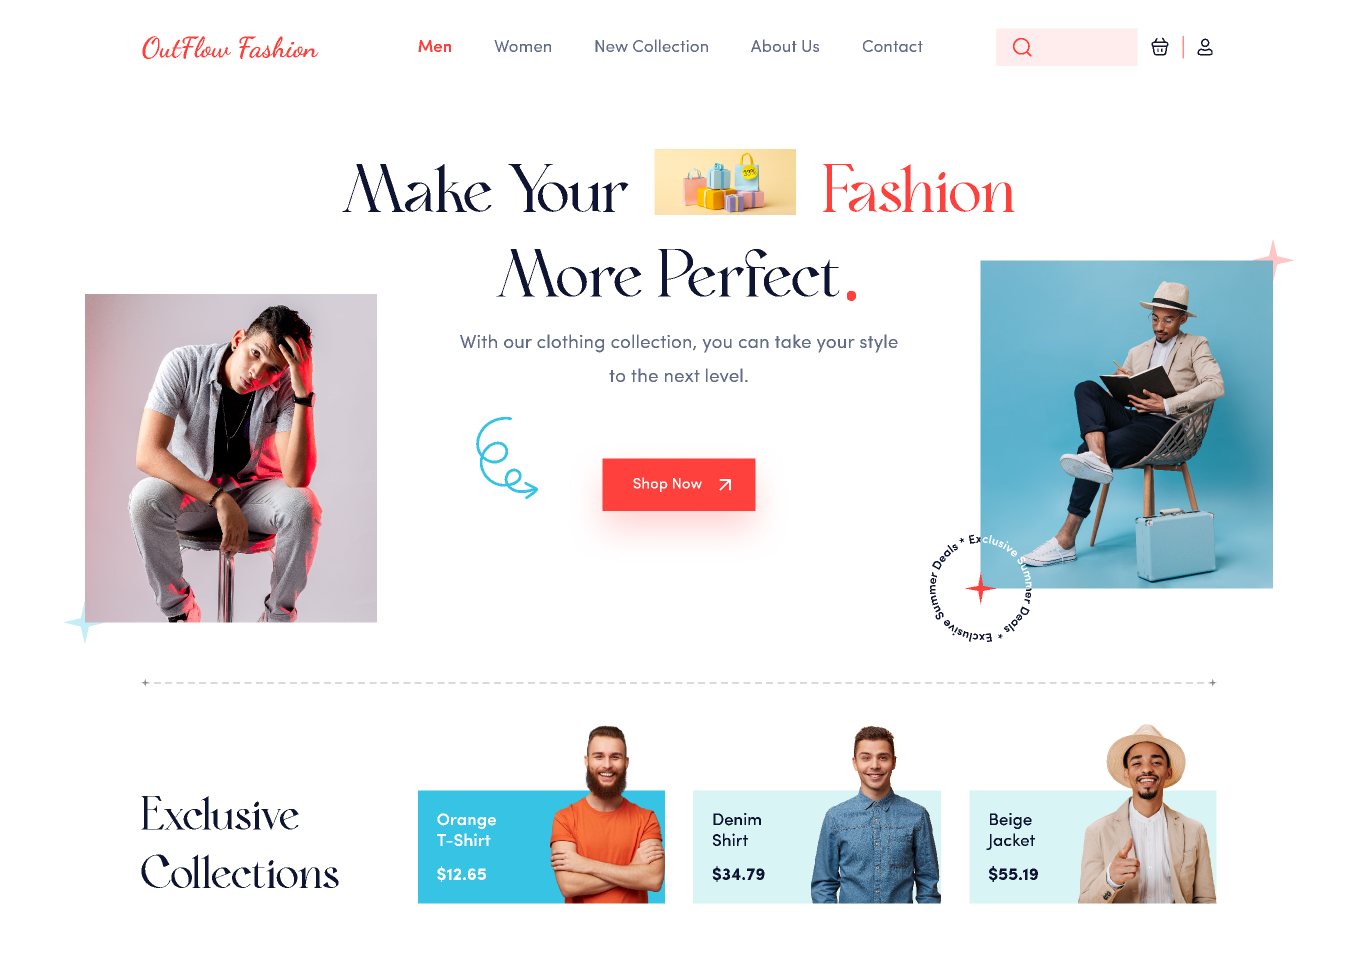 OutFlow Fashion
Men
Women
New Collection
About Us
Contact
Make Your Fashion
More Perfect.
With our clothing collection, you can take your style
to the next level.
Shop Now
Exclusive Summer Deals * Exclusive Summer Deals *
Exclusive
Collections
Orange
T-Shirt
$12.65
Denim
Shirt
$34.79
Beige
Jacket
$55.19